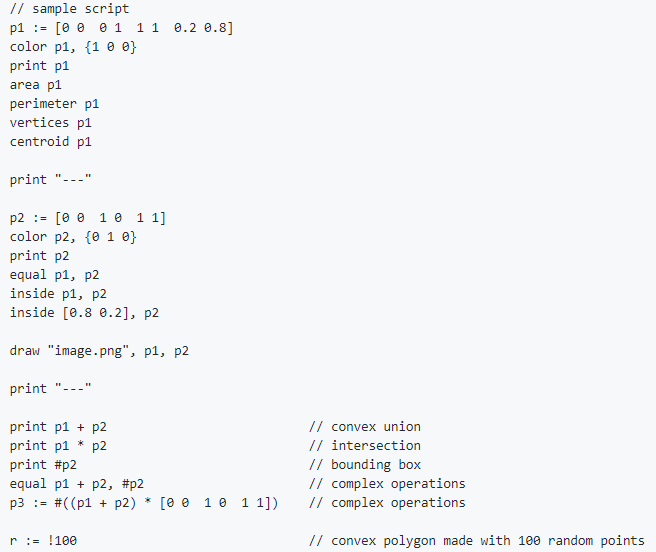 // sample script
p1 := [0 0  0 1  1 1  0.2 0.8]
color p1, {1 0 0}
print p1
area p1
perimeter p1
vertices p1
centroid p1

print "---"

p2 := [0 0  1 0  1 1]
color p2, {0 1 0}
print p2
equal p1, p2
inside p1, p2
inside [0.8 0.2], p2

draw "image.png", p1, p2

print "---"

print p1 + p2                           // convex union
print p1 * p2                           // intersection
print #p2                               // bounding box
equal p1 + p2, #p2                      // complex operations
p3 := #((p1 + p2) * [0 0  1 0  1 1])    // complex operations

r := !100                               // convex polygon made with 100 random points